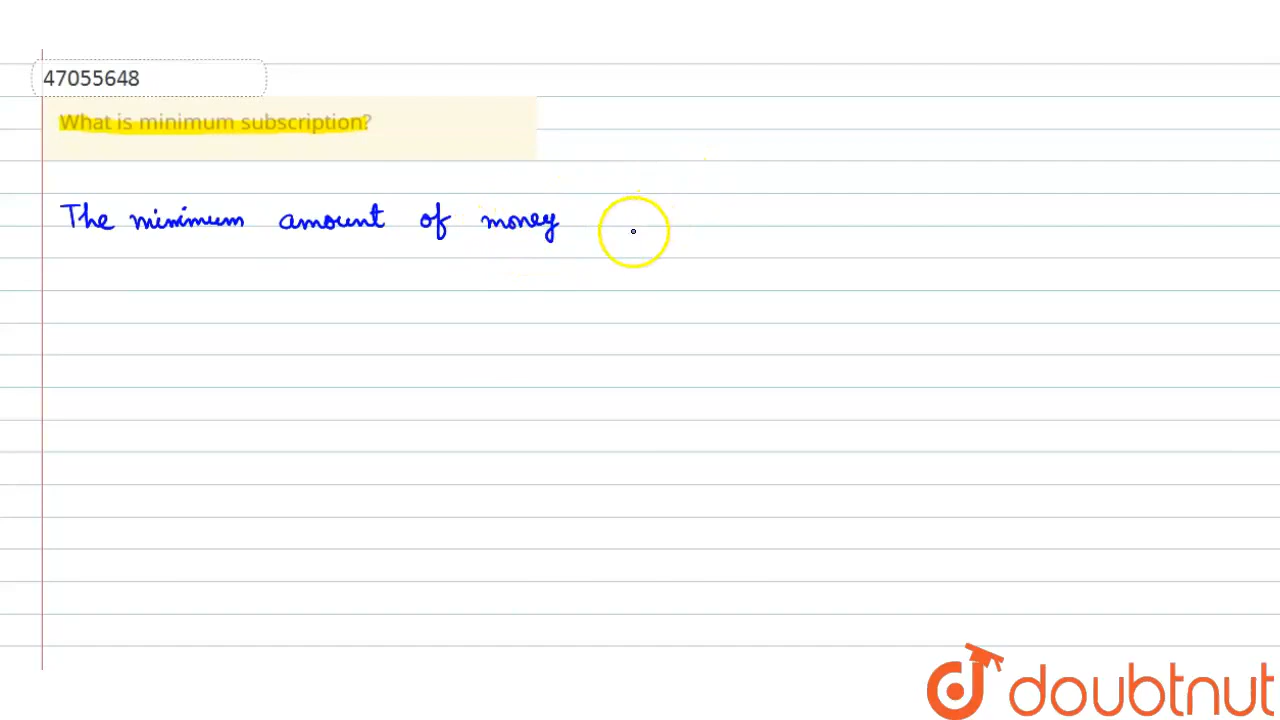 47055648
What is minimum subscription?
The minimum amount of money
doubtnut